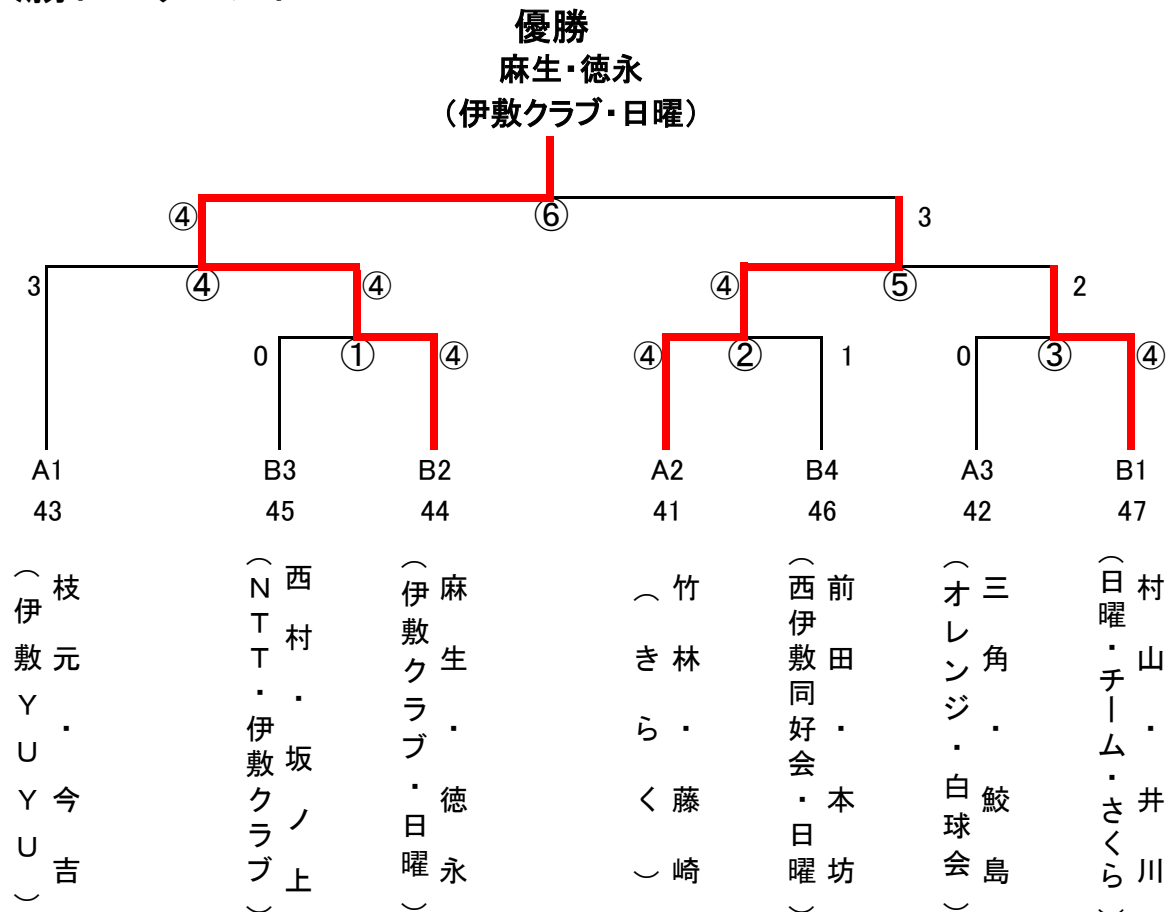 優勝
麻生・徳永
(伊敷クラブ・日曜)
④ ⑥ 3
3 ④ ④ ④ ⑤ 2
0 ① ④ ④ ② 1 0 ③ ④
A1 B3 B2 A2 B4 A3 B1
43 45 44 41 46 42 47
枝元・今吉
(伊敷YUYU)
西村・坂ノ上
(NTT・伊敷クラブ)
麻生・徳永
(伊敷クラブ・日曜)
竹林・藤崎
(きらく)
前田・本坊
(西伊敷同好会・日曜)
三角・鮫島
(オレンジ・白球会)
村山・井川
(日曜・チーム・さくら)